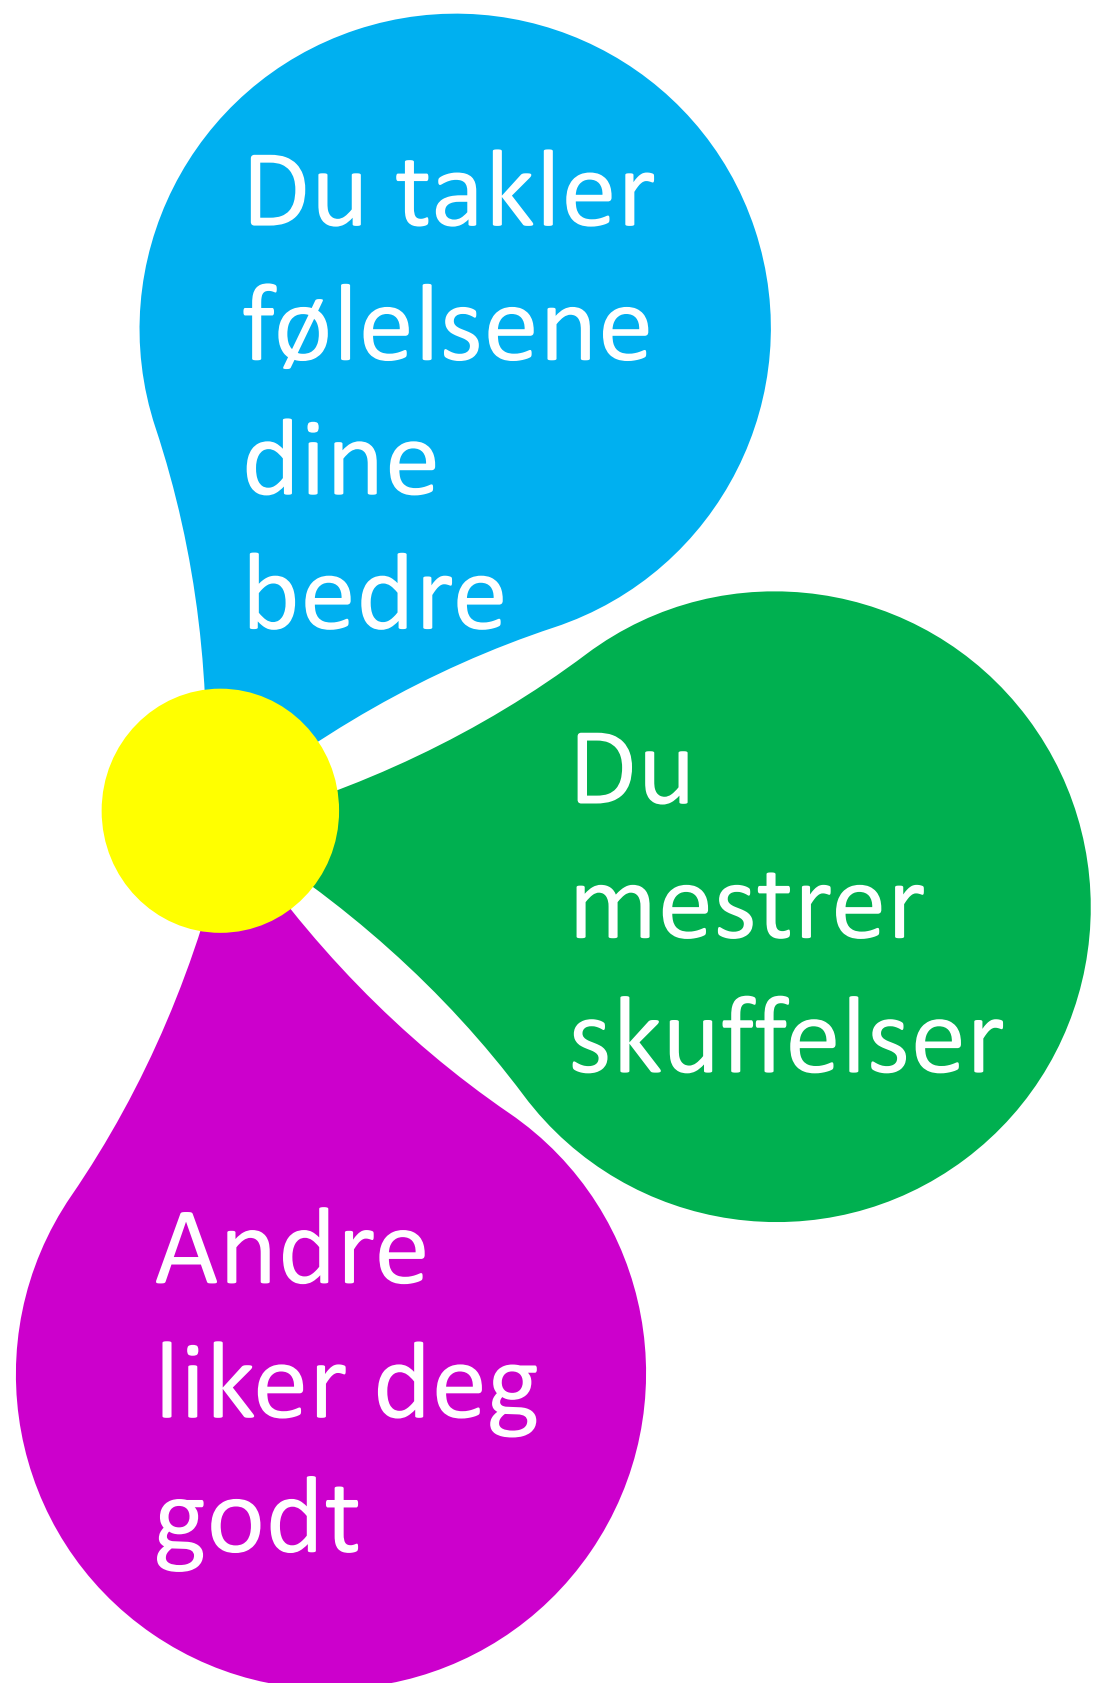 Du takler
følelsene
dine
bedre
Du
mestrer
skuffelser
Andre
liker deg
godt